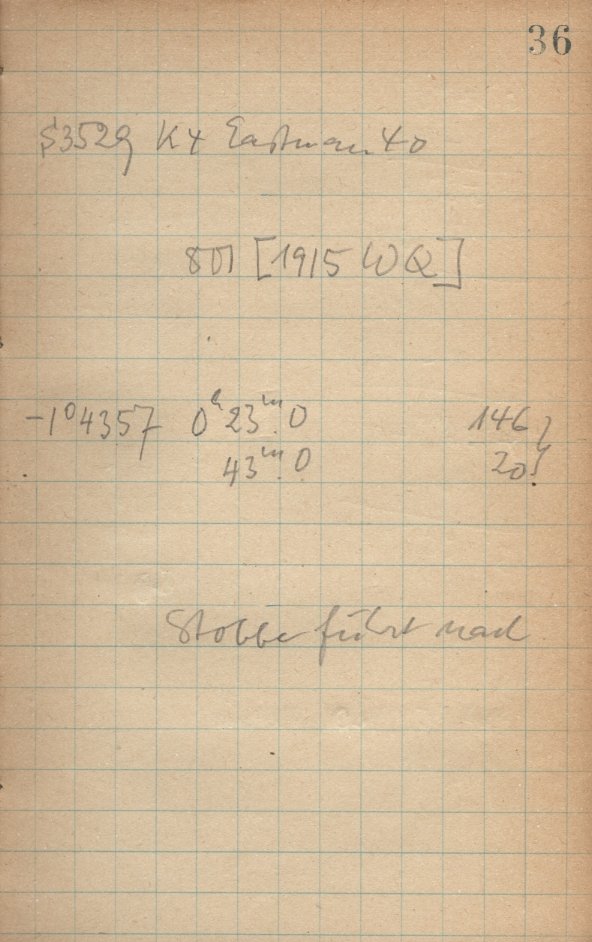 36
S3529 K4 Eastman 40
801 [1915 WQ]
-1°4357 0ʰ23ᵐ.0 146 }
43ᵐ.0 20 }
Stobbe führt nach